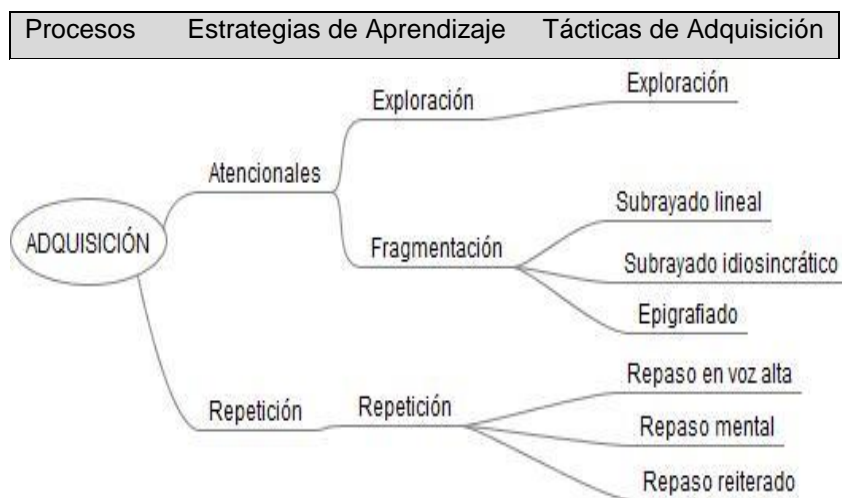 Procesos Estrategias de Aprendizaje Tácticas de Adquisición
Exploración
Exploración
Atencionales
Subrayado lineal
ADQUISICIÓN
Fragmentación
Subrayado idiosincrático
Epigrafiado
Repaso en voz alta
Repetición
Repetición
Repaso mental
Repaso reiterado